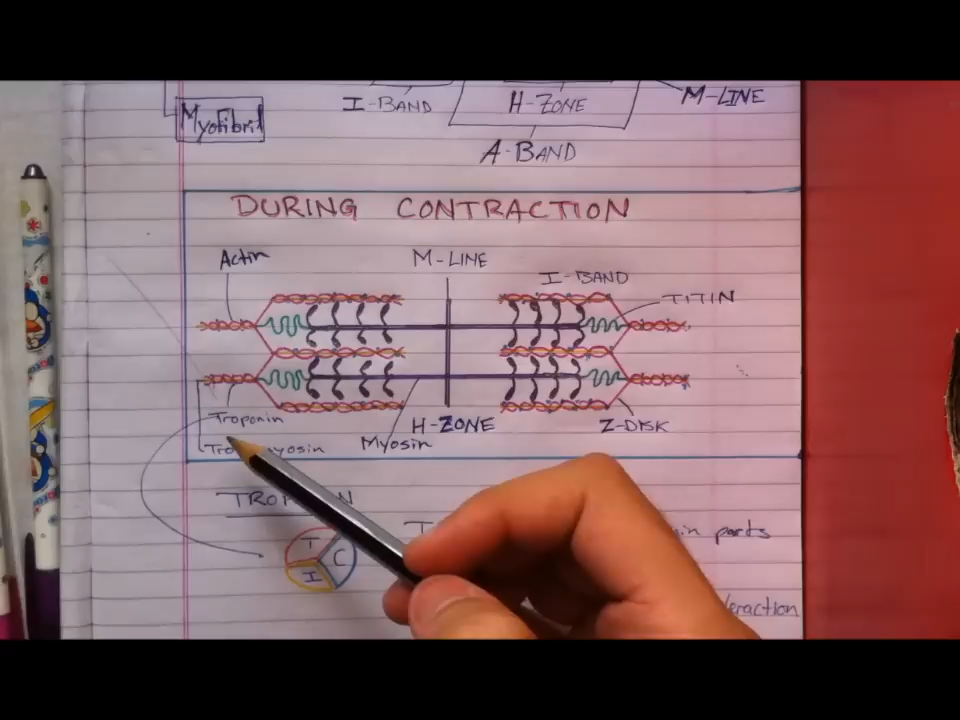 Myofibril
I-BAND
H-ZONE
M-LINE
A-BAND
DURING CONTRACTION
Actin
M-LINE
I-BAND
TITIN
Troponin
H-ZONE
Z-DISK
Myosin
T
C
I
parts